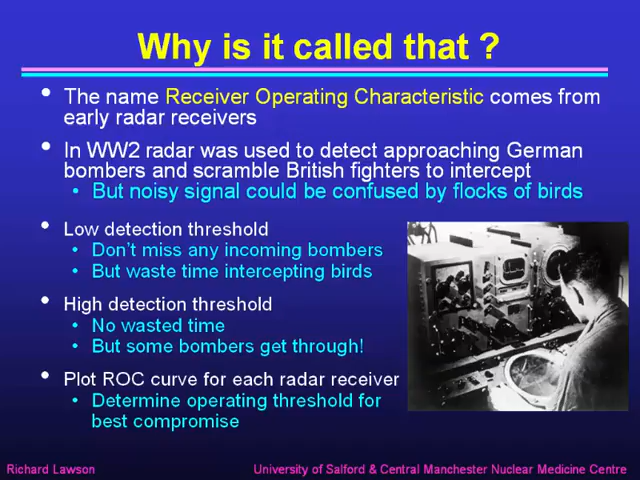 Why is it called that ?
• The name Receiver Operating Characteristic comes from
early radar receivers
• In WW2 radar was used to detect approaching German
bombers and scramble British fighters to intercept
• But noisy signal could be confused by flocks of birds
• Low detection threshold
• Don't miss any incoming bombers
• But waste time intercepting birds
• High detection threshold
• No wasted time
• But some bombers get through!
• Plot ROC curve for each radar receiver
• Determine operating threshold for
best compromise
Richard Lawson
University of Salford & Central Manchester Nuclear Medicine Centre